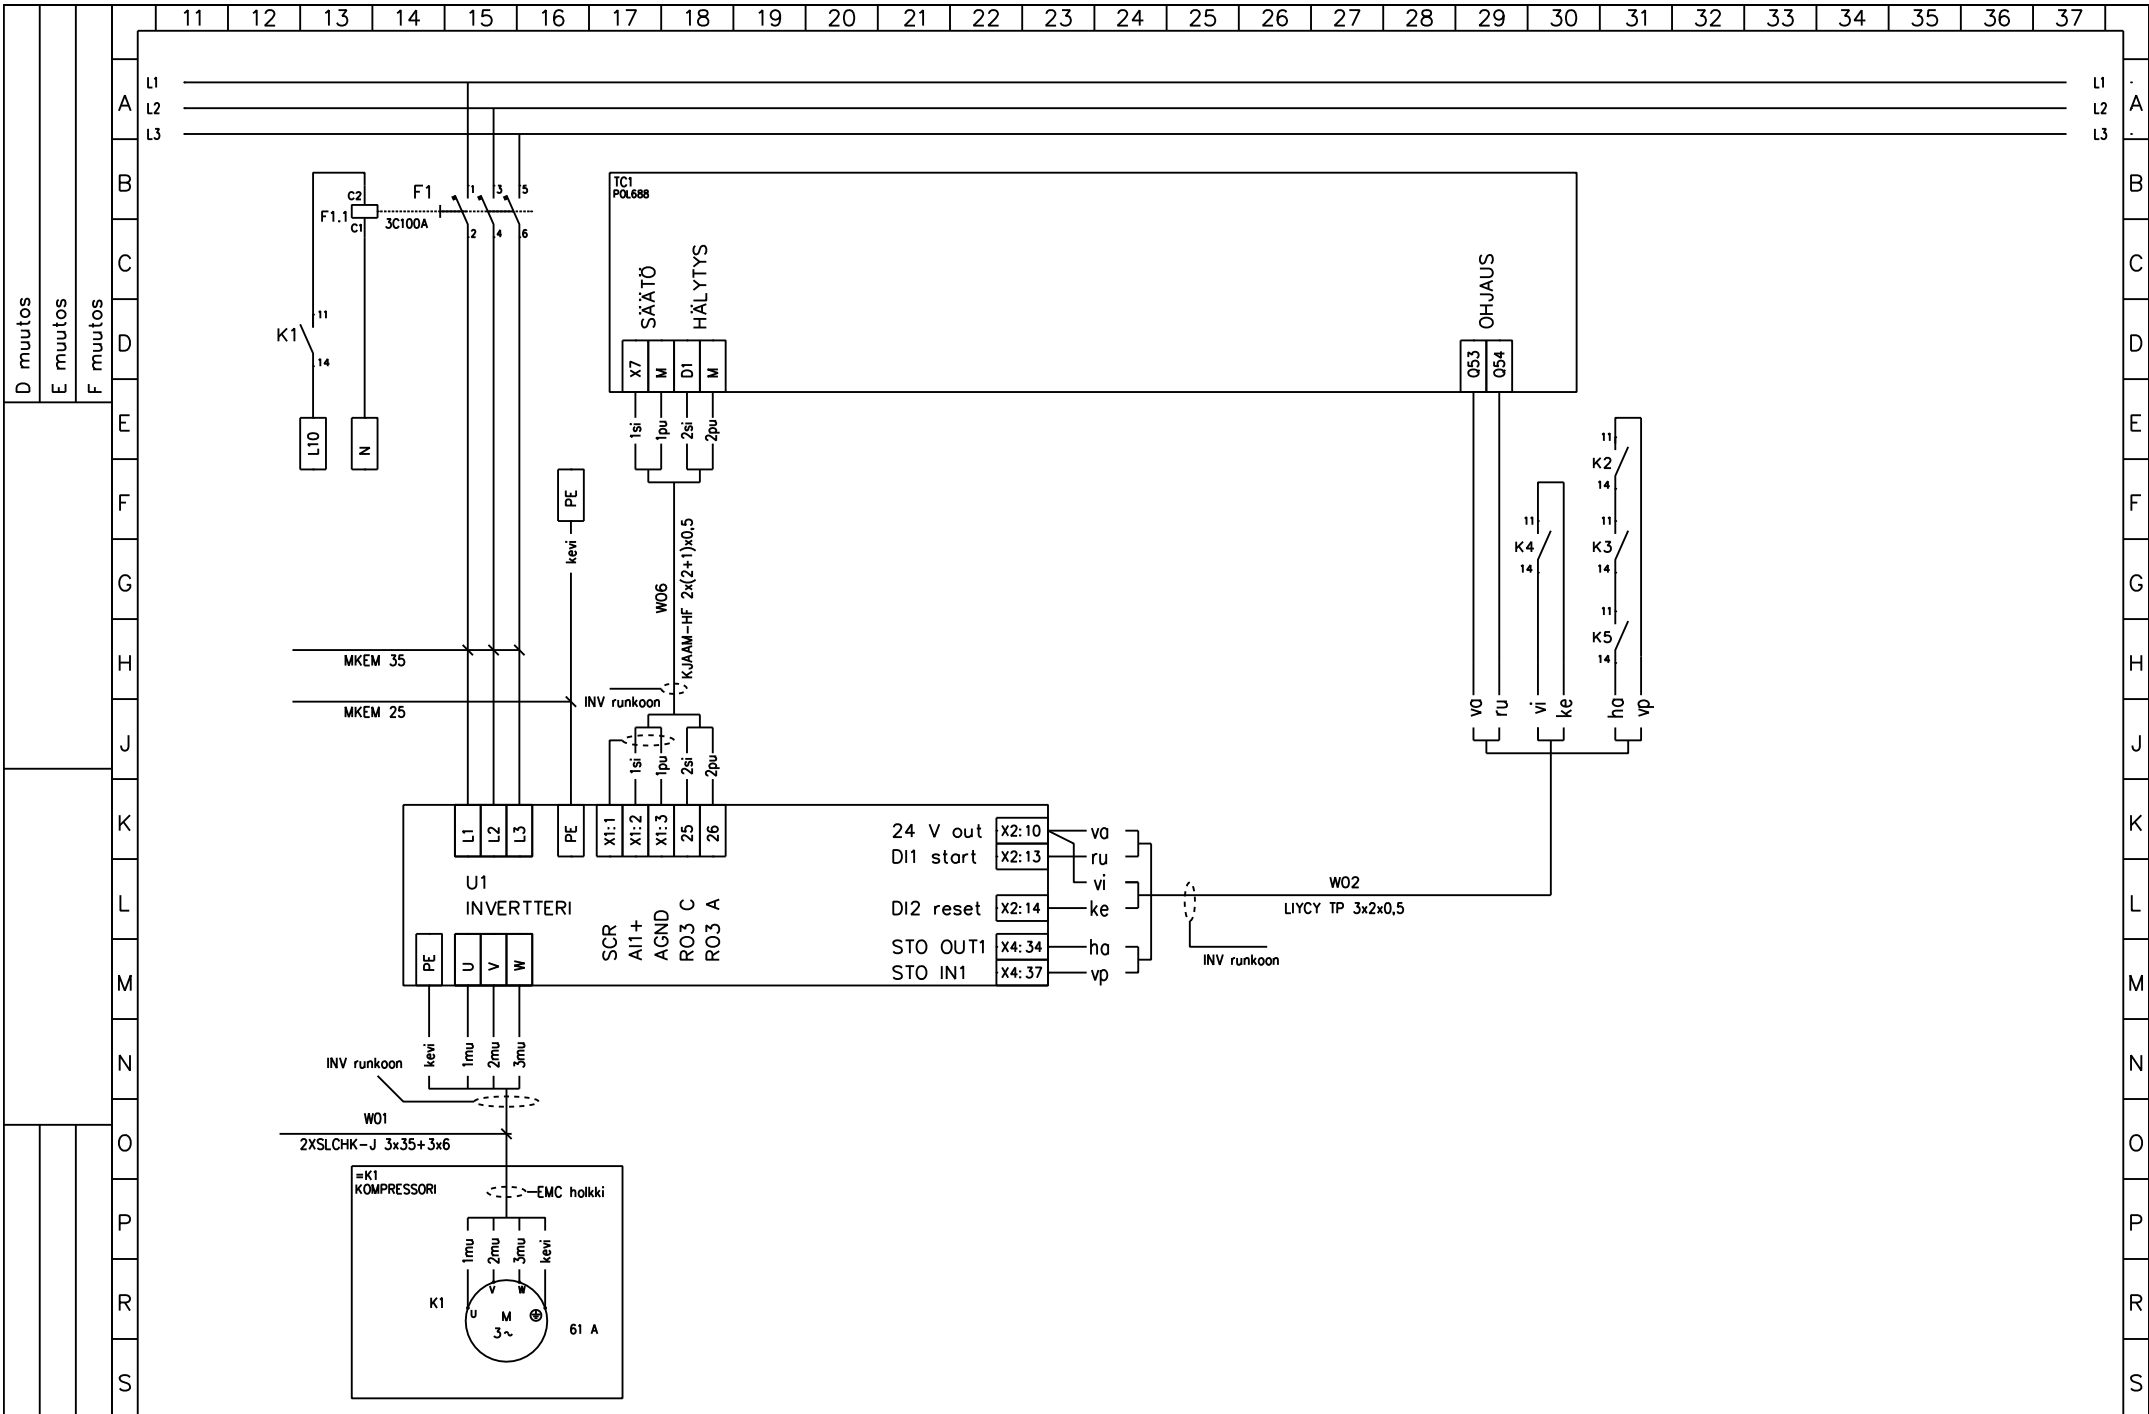 11 12 13 14 15 16 17 18 19 20 21 22 23 24 25 26 27 28 29 30 31 32 33 34 35 36 37
D muutos
E muutos
F muutos
A
B
C
D
E
F
G
H
J
K
L
M
N
O
P
R
S
L1
L2
L3
L1
L2
L3
A
B
C
D
E
F
G
H
J
K
L
M
N
O
P
R
S
C2
F1.1
C1
F1
3C100A
1 3 5
2 4 6
K1
11
14
L10
N
TC1
POL688
SÄÄTÖ
HÄLYTYS
OHJAUS
X7
M
D1
M
Q53
Q54
1si
1pu
2si
2pu
PE
kevi
W06
KJAAM-HF 2x(2+1)x0,5
MKEM 35
MKEM 25
INV runkoon
1si
1pu
2si
2pu
11
K2
14
11
K4
14
11
K3
14
11
K5
14
va
ru
vi
ke
ha
vp
L1
L2
L3
PE
X1:1
X1:2
X1:3
25
26
U1
INVERTTERI
SCR
AI1+
AGND
RO3 C
RO3 A
24 V out X2:10 va
DI1 start X2:13 ru
vi
DI2 reset X2:14 ke
STO OUT1 X4:34 ha
STO IN1 X4:37 vp
W02
LIYCY TP 3x2x0,5
INV runkoon
PE
U
V
W
kevi
1mu
2mu
3mu
INV runkoon
W01
2XSLCHK-J 3x35+3x6
=K1
KOMPRESSORI
EMC holkki
1mu
2mu
3mu
kevi
K1
U
V
W
M
3~
61 A